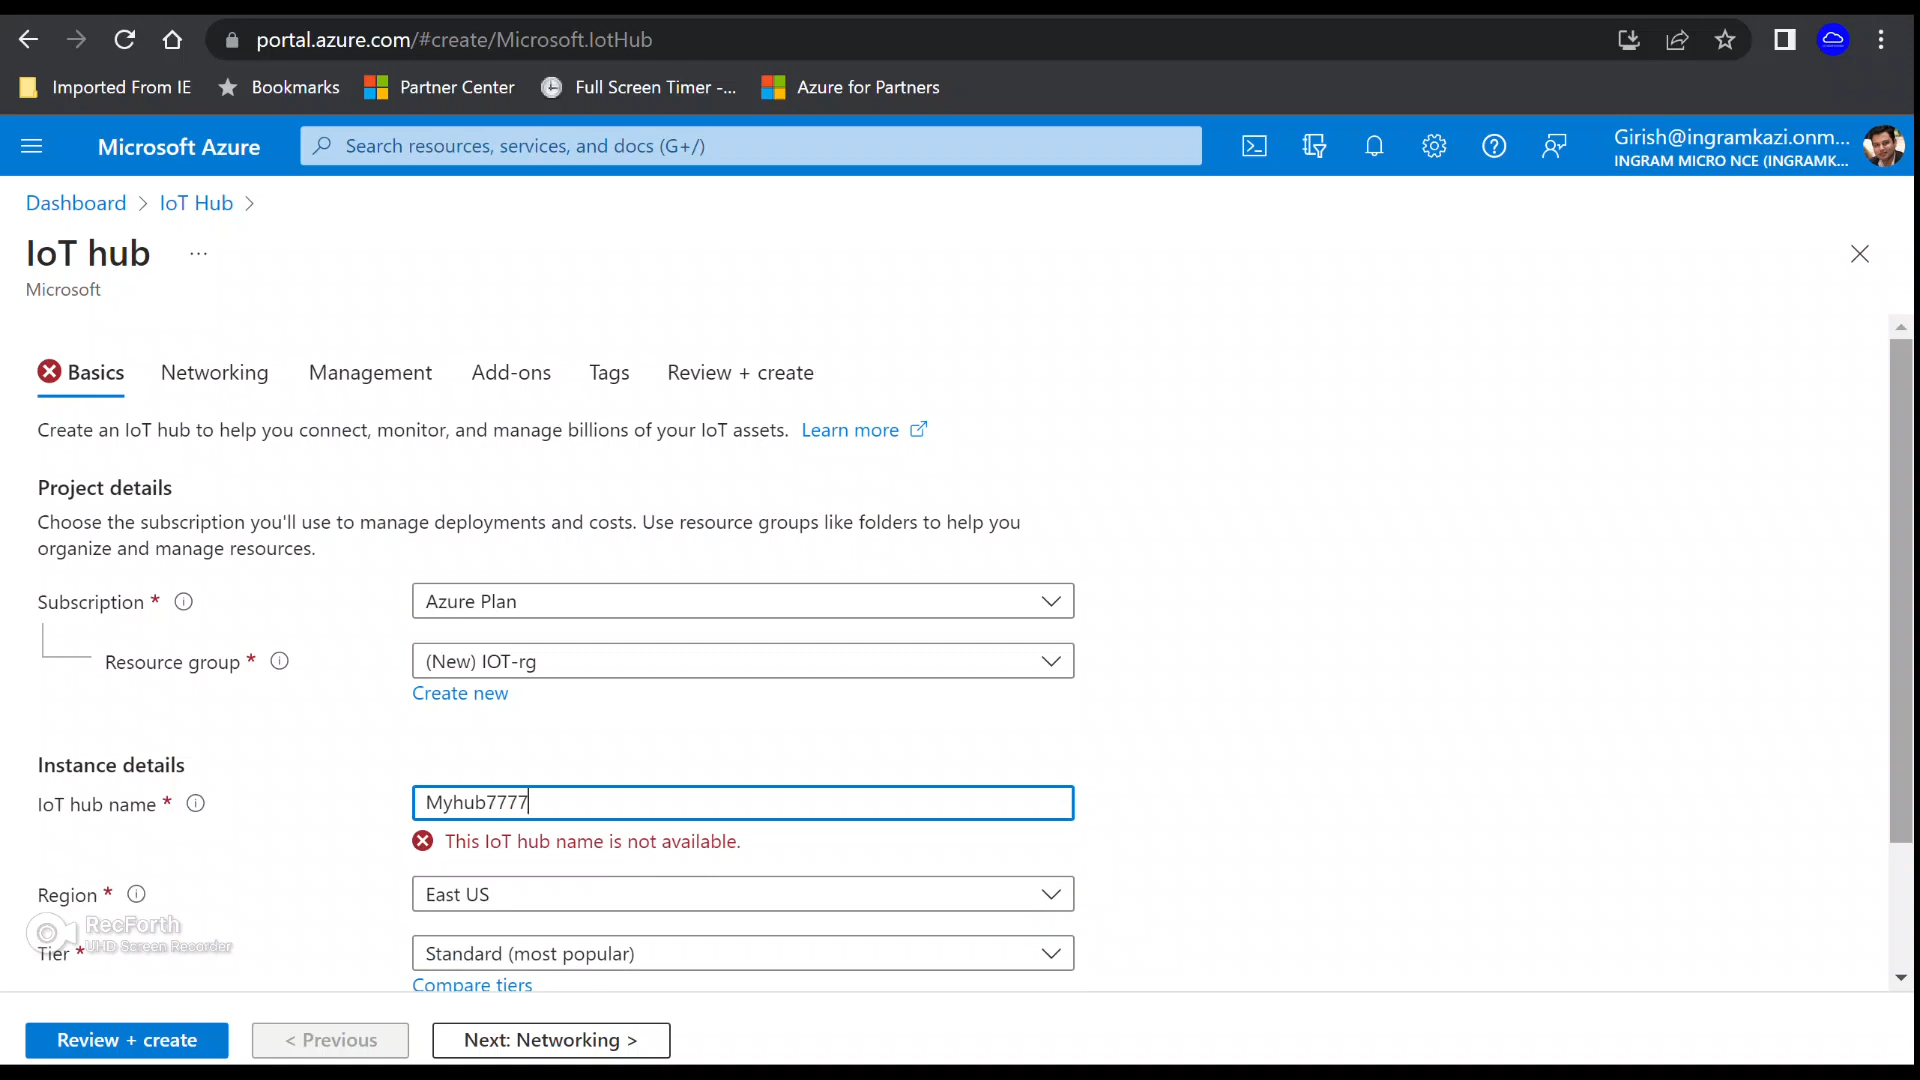 portal.azure.com/#create/Microsoft.IotHub
Imported From IE Bookmarks Partner Center Full Screen Timer -... Azure for Partners
Microsoft Azure
Search resources, services, and docs (G+/)
Girish@ingramkazi.onm...
INGRAM MICRO NCE (INGRAMK...
Dashboard > IoT Hub >
IoT hub ...
Microsoft
Basics Networking Management Add-ons Tags Review + create
Create an IoT hub to help you connect, monitor, and manage billions of your IoT assets. Learn more
Project details
Choose the subscription you'll use to manage deployments and costs. Use resource groups like folders to help you
organize and manage resources.
Subscription * Azure Plan
Resource group * (New) IOT-rg
Create new
Instance details
IoT hub name * Myhub7777
This IoT hub name is not available.
Region * East US
RecForth
UHD Screen Recorder
Tier * Standard (most popular)
Compare tiers
Review + create < Previous Next: Networking >